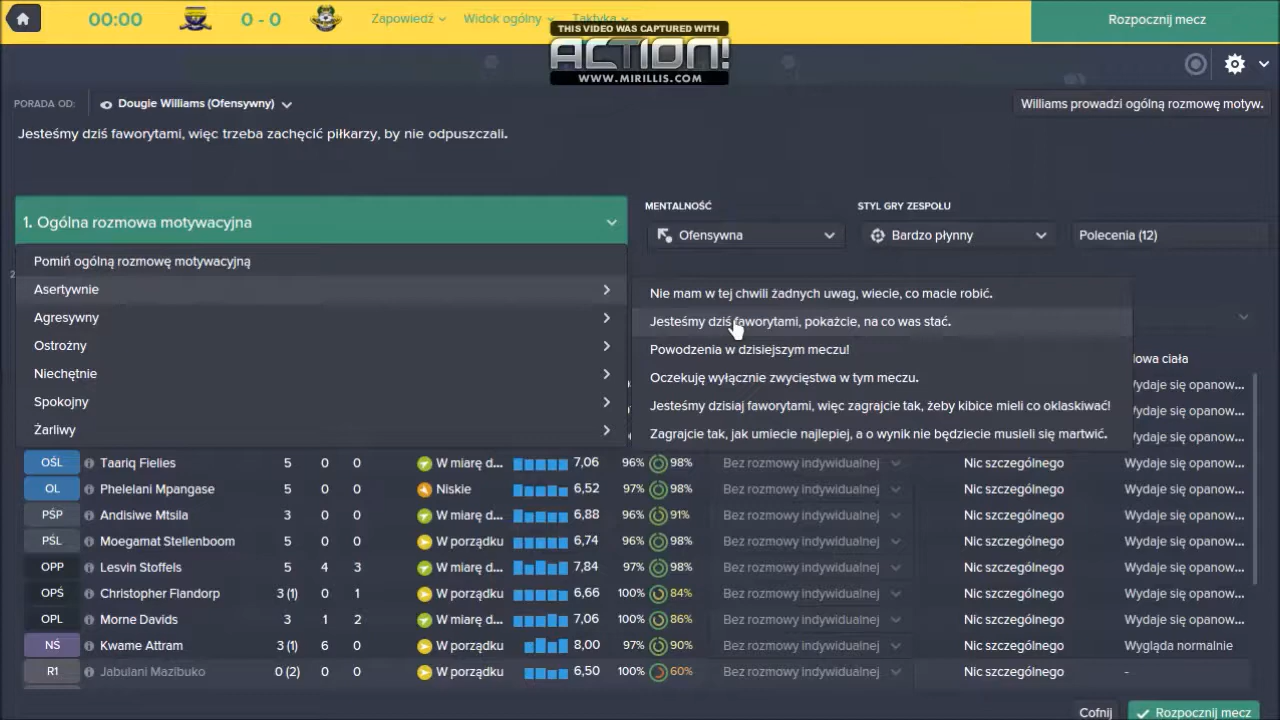 00:00
0 - 0
Zapowiedź
Widok ogólny
Taktyka
Rozpocznij mecz
THIS VIDEO WAS CAPTURED WITH
ACTION!
WWW.MIRILLIS.COM
PORADA OD:
Dougie Williams (Ofensywny)
Williams prowadzi ogólną rozmowę motyw.
Jesteśmy dziś faworytami, więc trzeba zachęcić piłkarzy, by nie odpuszczali.
1. Ogólna rozmowa motywacyjna
MENTALNOŚĆ
STYL GRY ZESPOŁU
Ofensywna
Bardzo płynny
Polecenia (12)
Pomiń ogólną rozmowę motywacyjną
2
Asertywnie
Agresywny
Ostrożny
Niechętnie
Spokojny
Żarliwy
Nie mam w tej chwili żadnych uwag, wiecie, co macie robić.
Jesteśmy dziś faworytami, pokażcie, na co was stać.
Powodzenia w dzisiejszym meczu!
Oczekuję wyłącznie zwycięstwa w tym meczu.
Jesteśmy dzisiaj faworytami, więc zagrajcie tak, żeby kibice mieli co oklaskiwać!
Zagrajcie tak, jak umiecie najlepiej, a o wynik nie będziecie musieli się martwić.
ciała
Wydaje się opanow...
Wydaje się opanow...
Wydaje się opanow...
OŚL Taariq Fielies 5 0 0 W miarę d... 7,06 96% 98% Bez rozmowy indywidualnej Nic szczególnego Wydaje się opanow...
OL Phelelani Mpangase 5 0 0 Niskie 6,52 97% 98% Bez rozmowy indywidualnej Nic szczególnego Wydaje się opanow...
PŚP Andisiwe Mtsila 3 0 0 W miarę d... 6,88 96% 91% Bez rozmowy indywidualnej Nic szczególnego Wydaje się opanow...
PŚL Moegamat Stellenboom 5 0 0 W porządku 6,74 96% 98% Bez rozmowy indywidualnej Nic szczególnego Wydaje się opanow...
OPP Lesvin Stoffels 5 4 3 W miarę d... 7,84 97% 98% Bez rozmowy indywidualnej Nic szczególnego Wydaje się opanow...
OPŚ Christopher Flandorp 3 (1) 0 1 W porządku 6,66 100% 84% Bez rozmowy indywidualnej Nic szczególnego Wydaje się opanow...
OPL Morne Davids 3 1 2 W miarę d... 7,06 100% 86% Bez rozmowy indywidualnej Nic szczególnego Wydaje się opanow...
NŚ Kwame Attram 3 (1) 6 0 W porządku 8,00 97% 90% Bez rozmowy indywidualnej Nic szczególnego Wygląda normalnie
R1 Jabulani Mazibuko 0 (2) 0 0 W porządku 6,50 100% 60% Bez rozmowy indywidualnej Nic szczególnego -
Cofnij
Rozpocznij mecz